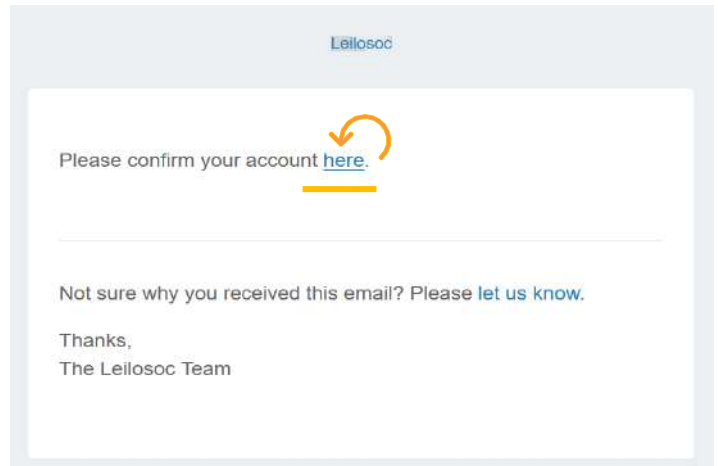 Leilosoc
Please confirm your account here.
Not sure why you received this email? Please let us know.
Thanks,
The Leilosoc Team